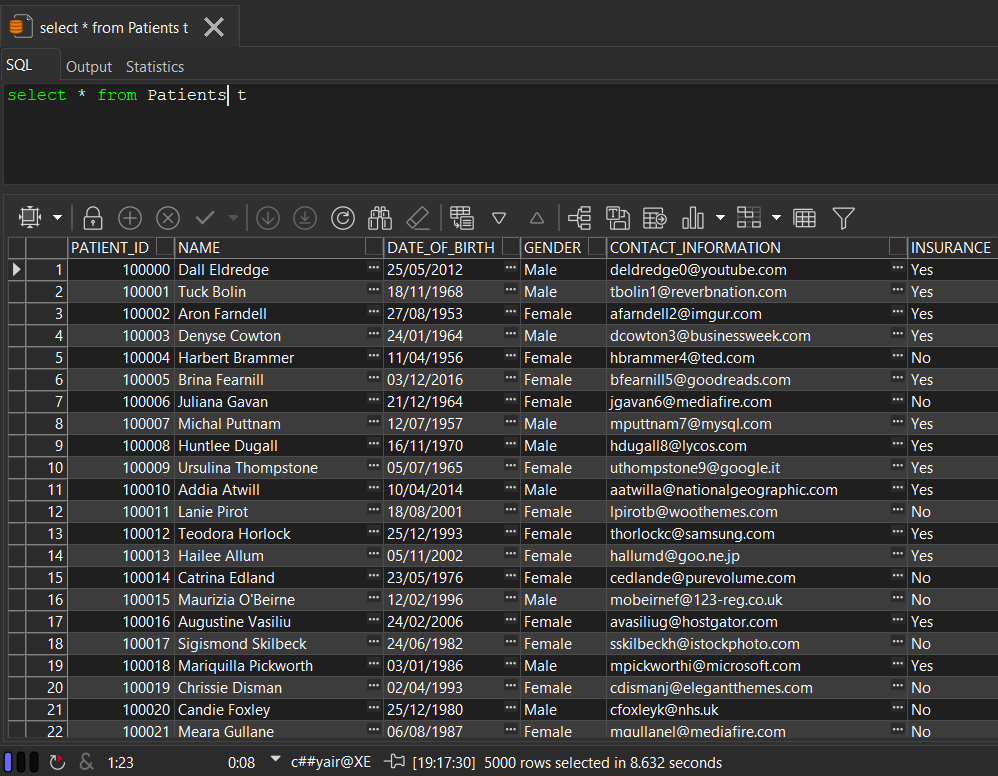 select * from Patients t
SQL Output Statistics
select * from Patients t
PATIENT_ID NAME DATE_OF_BIRTH GENDER CONTACT_INFORMATION INSURANCE
1 100000 Dall Eldredge 25/05/2012 Male deldredge0@youtube.com Yes
2 100001 Tuck Bolin 18/11/1968 Male tbolin1@reverbnation.com Yes
3 100002 Aron Farndell 27/08/1953 Female afarndell2@imgur.com Yes
4 100003 Denyse Cowton 24/01/1964 Male dcowton3@businessweek.com Yes
5 100004 Harbert Brammer 11/04/1956 Female hbrammer4@ted.com No
6 100005 Brina Fearnill 03/12/2016 Female bfearnill5@goodreads.com Yes
7 100006 Juliana Gavan 21/12/1964 Female jgavan6@mediafire.com No
8 100007 Michal Puttnam 12/07/1957 Male mputtnam7@mysql.com Yes
9 100008 Huntlee Dugall 16/11/1970 Male hdugall8@lycos.com Yes
10 100009 Ursulina Thompstone 05/07/1965 Female uthompstone9@google.it Yes
11 100010 Addia Atwill 10/04/2014 Male aatwilla@nationalgeographic.com Yes
12 100011 Lanie Pirot 18/08/2001 Female lpirotb@woothemes.com No
13 100012 Teodora Horlock 25/12/1993 Female thorlockc@samsung.com Yes
14 100013 Hailee Allum 05/11/2002 Female hallumd@goo.ne.jp Yes
15 100014 Catrina Edland 23/05/1976 Female cedlande@purevolume.com No
16 100015 Maurizia O'Beirne 12/02/1996 Male mobeirnef@123-reg.co.uk No
17 100016 Augustine Vasiliu 24/02/2006 Female avasiliug@hostgator.com Yes
18 100017 Sigismond Skilbeck 24/06/1982 Female sskilbeckh@istockphoto.com No
19 100018 Mariquilla Pickworth 03/01/1986 Male mpickworthi@microsoft.com Yes
20 100019 Chrissie Disman 02/04/1993 Female cdismanj@elegantthemes.com No
21 100020 Candie Foxley 25/12/1980 Male cfoxleyk@nhs.uk No
22 100021 Meara Gullane 06/08/1987 Female mgullanel@mediafire.com No
& 1:23 0:08 c##yair@XE [19:17:30] 5000 rows selected in 8.632 seconds